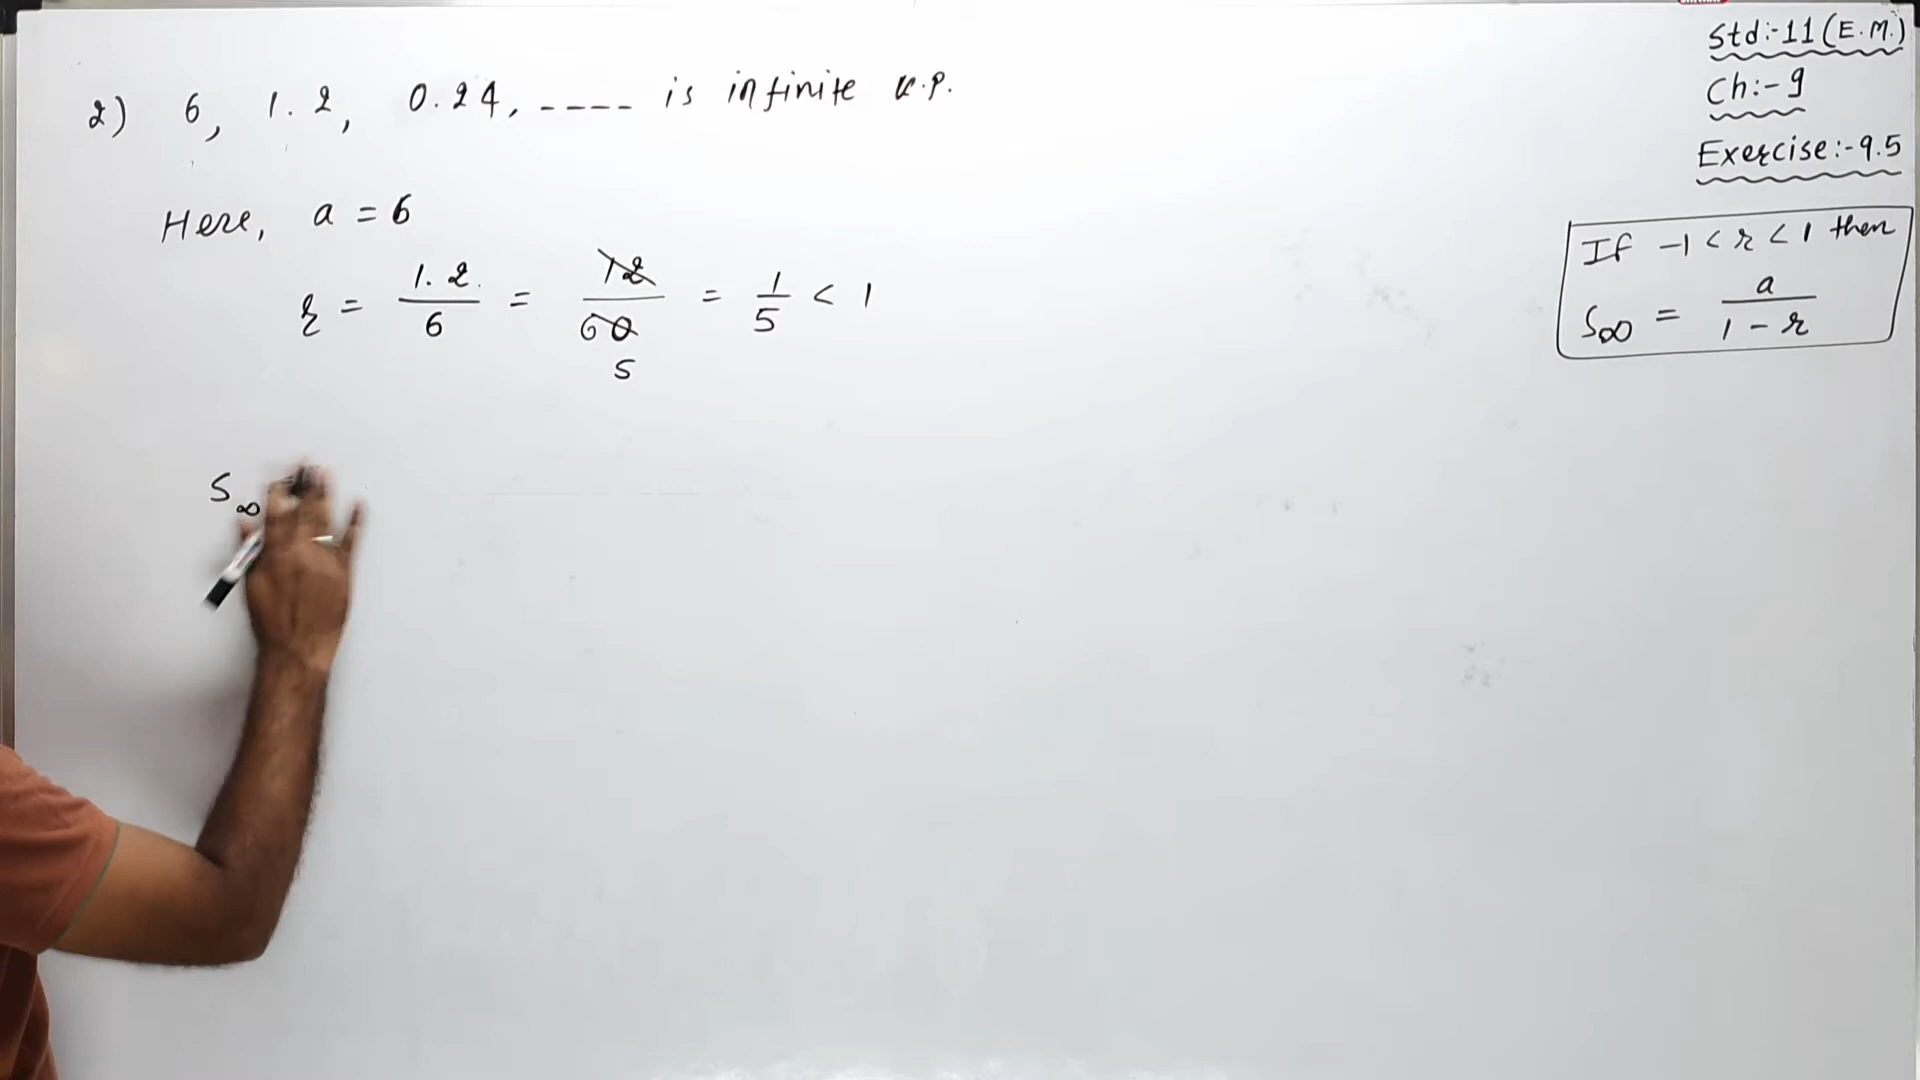 2) 6, 1.2, 0.24, ---- is infinite G.P.
Here, a = 6
r = 1.2/6 = 12/60 = 1/5 < 1
5
S∞
Std:-11 (E.M.)
Ch:-9
Exercise:-9.5
If -1 < r < 1 then
S∞ = a/(1 - r)